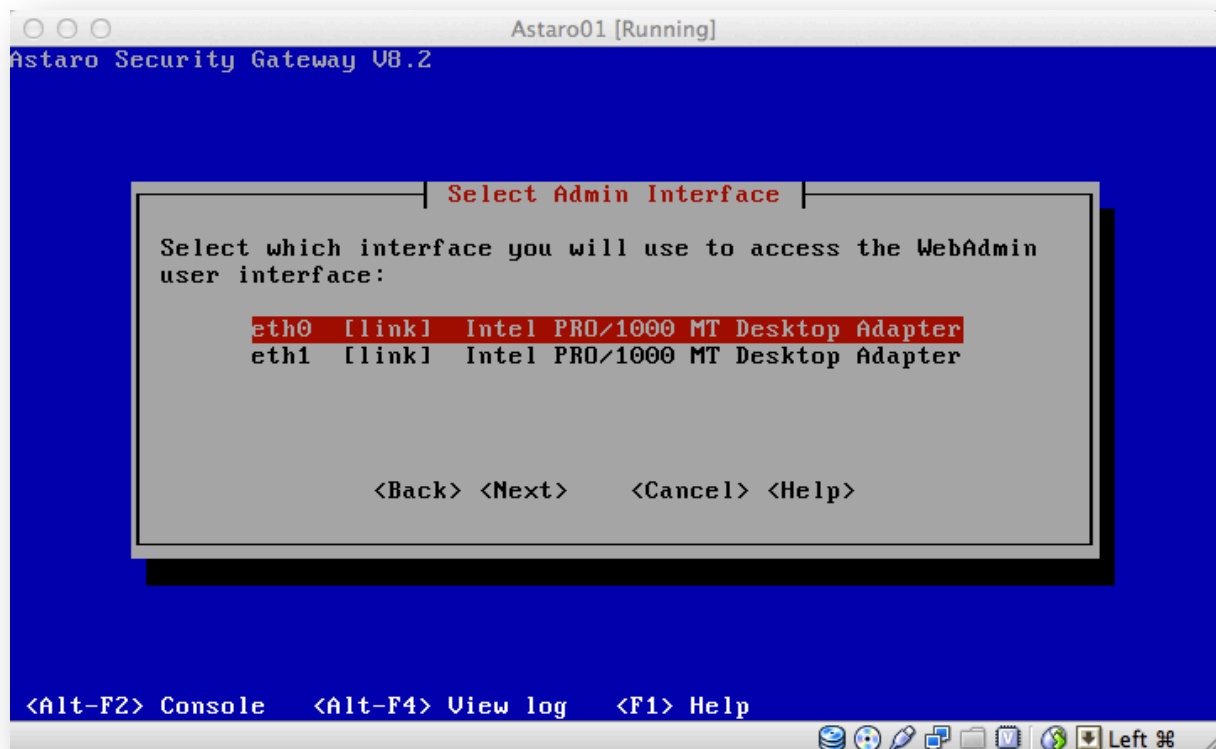 Astaro01 [Running]
Astaro Security Gateway V8.2
Select Admin Interface
Select which interface you will use to access the WebAdmin
user interface:
eth0 [link] Intel PRO/1000 MT Desktop Adapter
eth1 [link] Intel PRO/1000 MT Desktop Adapter
<Back> <Next> <Cancel> <Help>
<Alt-F2> Console <Alt-F4> View log <F1> Help
Left ⌘